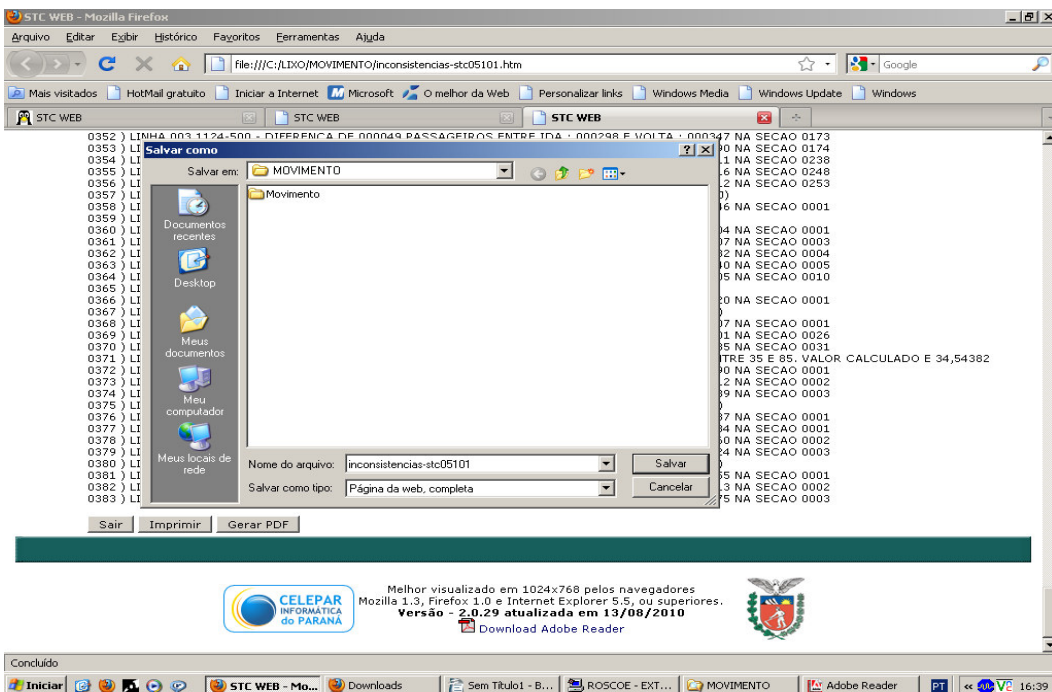 STC WEB - Mozilla Firefox
Arquivo Editar Exibir Histórico Favoritos Ferramentas Ajuda
file:///C:/LIXO/MOVIMENTO/inconsistencias-stc05101.htm
Google
Mais visitados HotMail gratuito Iniciar a Internet Microsoft O melhor da Web Personalizar links Windows Media Windows Update Windows
STC WEB STC WEB STC WEB
0352 ) LINHA 003.1124-500 - DIFERENCA DE 000049 PASSAGEIROS ENTRE IDA : 000298 E VOLTA : 000347 NA SECAO 0173
0353 ) LI 90 NA SECAO 0174
0354 ) LI 1 NA SECAO 0238
0355 ) LI 6 NA SECAO 0248
0356 ) LI 2 NA SECAO 0253
0357 ) LI )
0358 ) LI 6 NA SECAO 0001
0359 ) LI
0360 ) LI 04 NA SECAO 0001
0361 ) LI 07 NA SECAO 0003
0362 ) LI 2 NA SECAO 0004
0363 ) LI 0 NA SECAO 0005
0364 ) LI 05 NA SECAO 0010
0365 ) LI
0366 ) LI 20 NA SECAO 0001
0367 ) LI )
0368 ) LI 07 NA SECAO 0001
0369 ) LI 1 NA SECAO 0026
0370 ) LI 5 NA SECAO 0031
0371 ) LI TRE 35 E 85. VALOR CALCULADO E 34,54382
0372 ) LI 90 NA SECAO 0001
0373 ) LI 2 NA SECAO 0002
0374 ) LI 9 NA SECAO 0003
0375 ) LI )
0376 ) LI 7 NA SECAO 0001
0377 ) LI 4 NA SECAO 0001
0378 ) LI 0 NA SECAO 0002
0379 ) LI 4 NA SECAO 0003
0380 ) LI )
0381 ) LI 5 NA SECAO 0001
0382 ) LI 3 NA SECAO 0002
0383 ) LI 5 NA SECAO 0003
Salvar como
Salvar em: MOVIMENTO
Movimento
Documentos recentes
Desktop
Meus documentos
Meu computador
Meus locais de rede
Nome do arquivo: inconsistencias-stc05101 Salvar
Salvar como tipo: Página da web, completa Cancelar
Sair Imprimir Gerar PDF
CELEPAR
INFORMÁTICA
do PARANÁ
Melhor visualizado em 1024x768 pelos navegadores
Mozilla 1.3, Firefox 1.0 e Internet Explorer 5.5, ou superiores.
Versão - 2.0.29 atualizada em 13/08/2010
Download Adobe Reader
Concluído
Iniciar STC WEB - Mo... Downloads Sem Título1 - B... ROSCOE - EXT... MOVIMENTO Adobe Reader PT 16:39